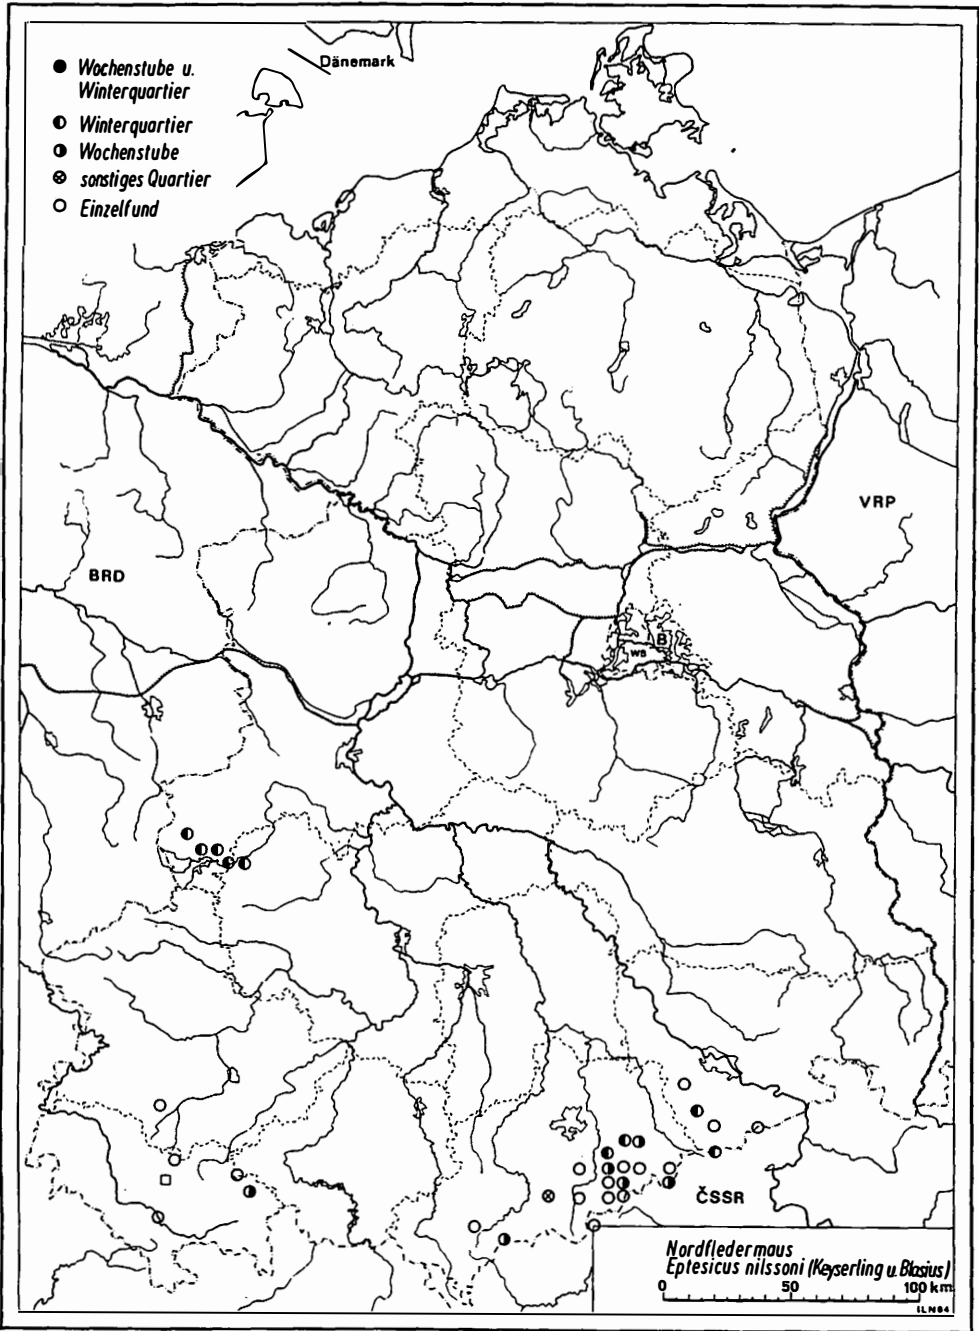 Dänemark
Wochenstube u.
Winterquartier
Winterquartier
Wochenstube
sonstiges Quartier
Einzelfund
VRP
BRD
B
WB
ČSSR
Nordfledermaus
Eptesicus nilssoni (Keyserling u. Blasius)
0 50 100 km
ILN84